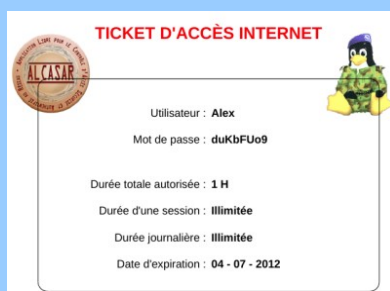 TICKET D'ACCÈS INTERNET
ALCASAR
Utilisateur : Alex
Mot de passe : duKbFUo9
Durée totale autorisée : 1 H
Durée d'une session : Illimitée
Durée journalière : Illimitée
Date d'expiration : 04 - 07 - 2012